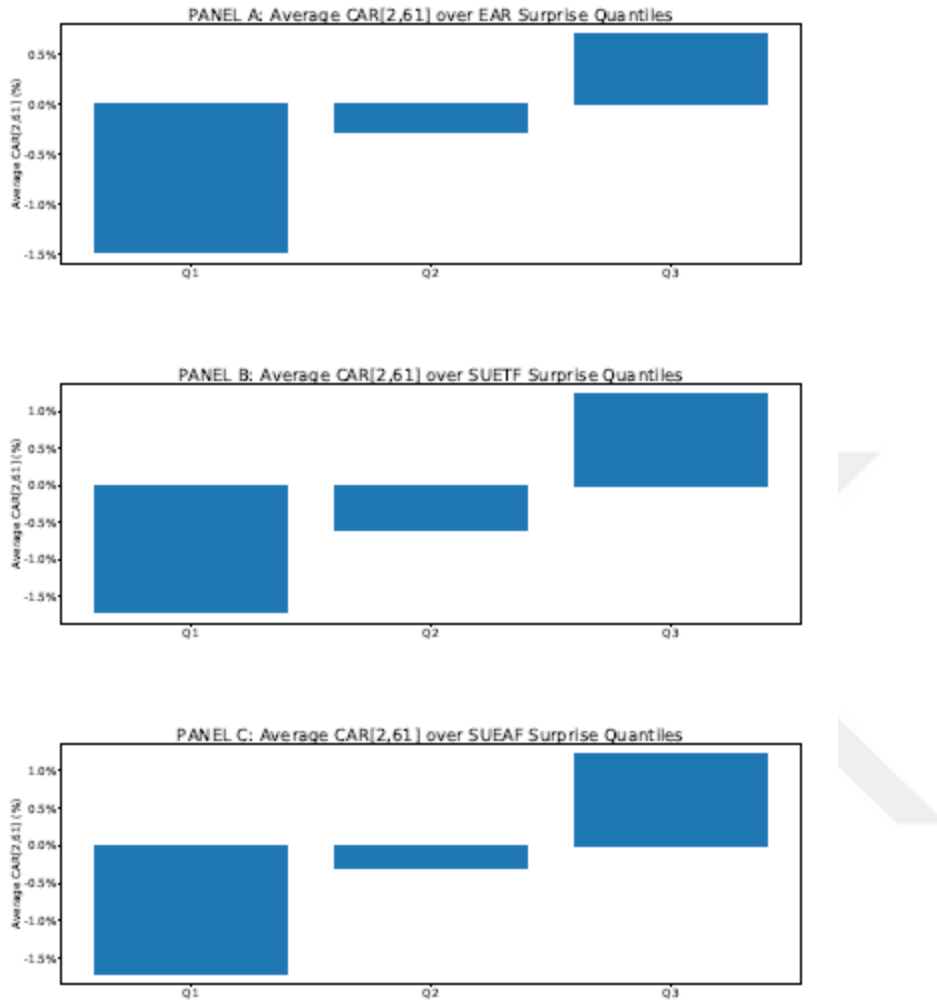 PANEL A: Average CAR[2,61] over EAR Surprise Quantiles
Average CAR[2,61] (%)
0.5%
0.0%
-0.5%
-1.0%
-1.5%
Q1 Q2 Q3
PANEL B: Average CAR[2,61] over SUETF Surprise Quantiles
Average CAR[2,61] (%)
1.0%
0.5%
0.0%
-0.5%
-1.0%
-1.5%
Q1 Q2 Q3
PANEL C: Average CAR[2,61] over SUEAF Surprise Quantiles
Average CAR[2,61] (%)
1.0%
0.5%
0.0%
-0.5%
-1.0%
-1.5%
Q1 Q2 Q3